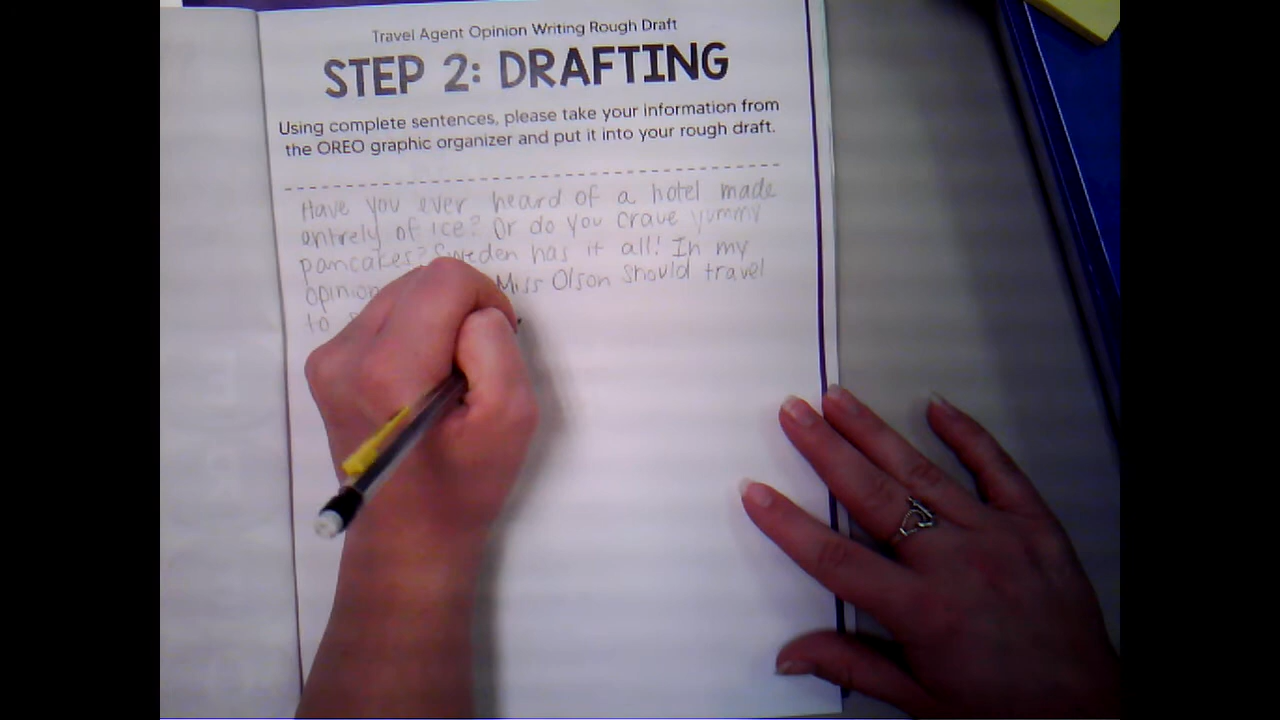 Travel Agent Opinion Writing Rough Draft
STEP 2: DRAFTING
Using complete sentences, please take your information from
the OREO graphic organizer and put it into your rough draft.
Have you ever heard of a hotel made
entirely of ice? Or do you crave yummy
pancakes? Sweden has it all! In my
opinion Miss Olson should travel
to